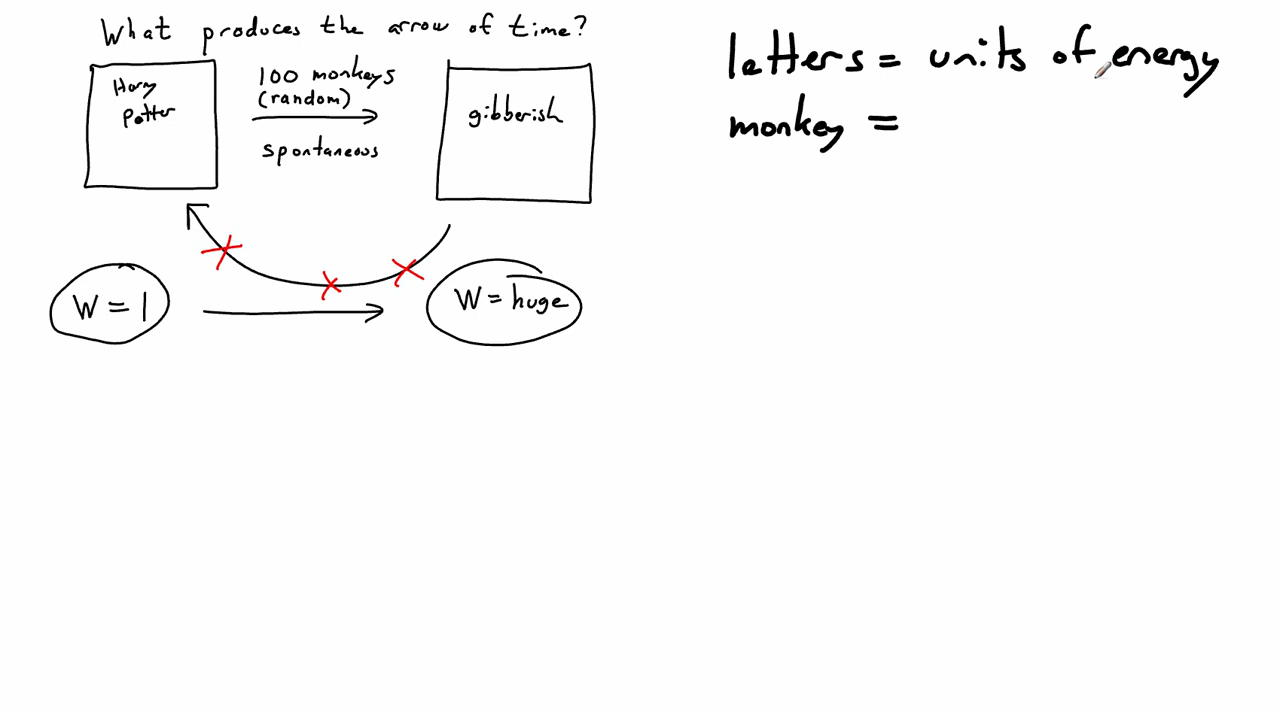 What produces the arrow of time?
Harry
Potter
100 monkeys
(random)
spontaneous
gibberish
W = 1
W = huge
letters = units of energy
monkey =